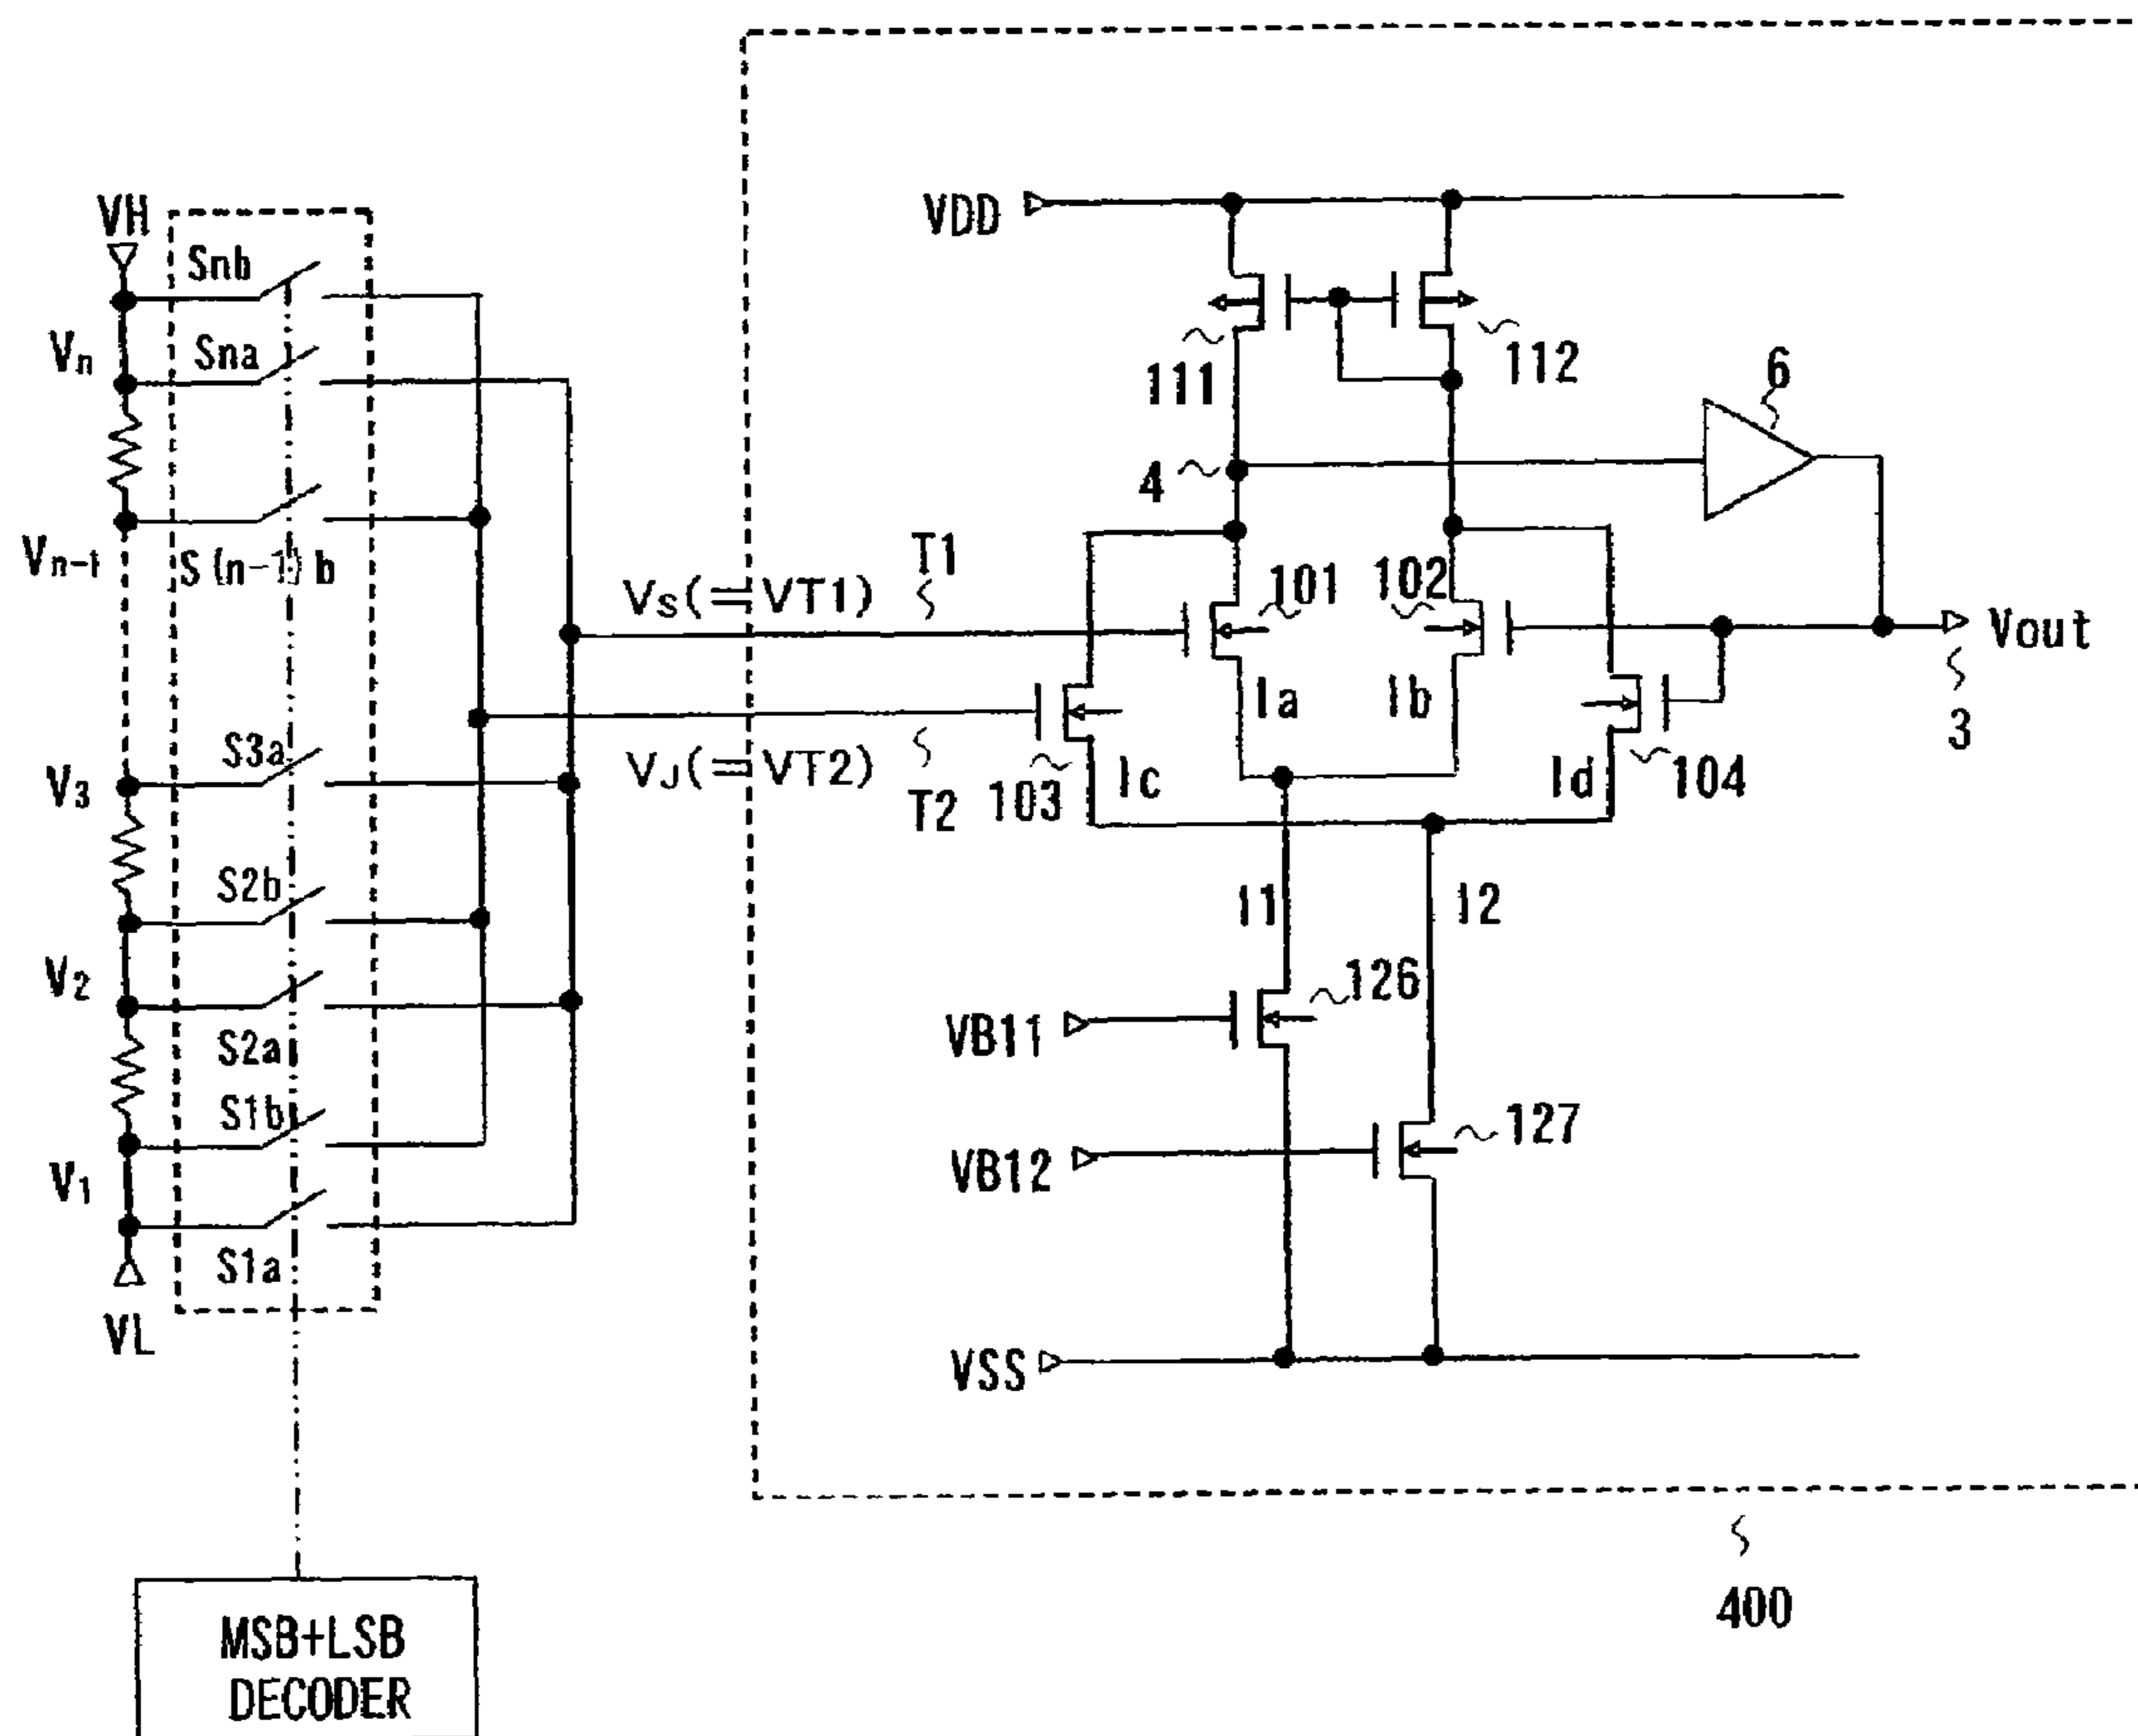 VH
Snb
Vn
Sna
Vn-1
S(n-1)b
V3
S3a
S2b
V2
S2a
S1b
V1
S1a
VL
MSB+LSB
DECODER
VS(=VT1)
T1
VJ(=VT2)
T2
VDD
111
112
4
6
101
102
103
104
Ia
Ib
Ic
Id
Vout
3
I1
I2
VB11
126
VB12
127
VSS
400